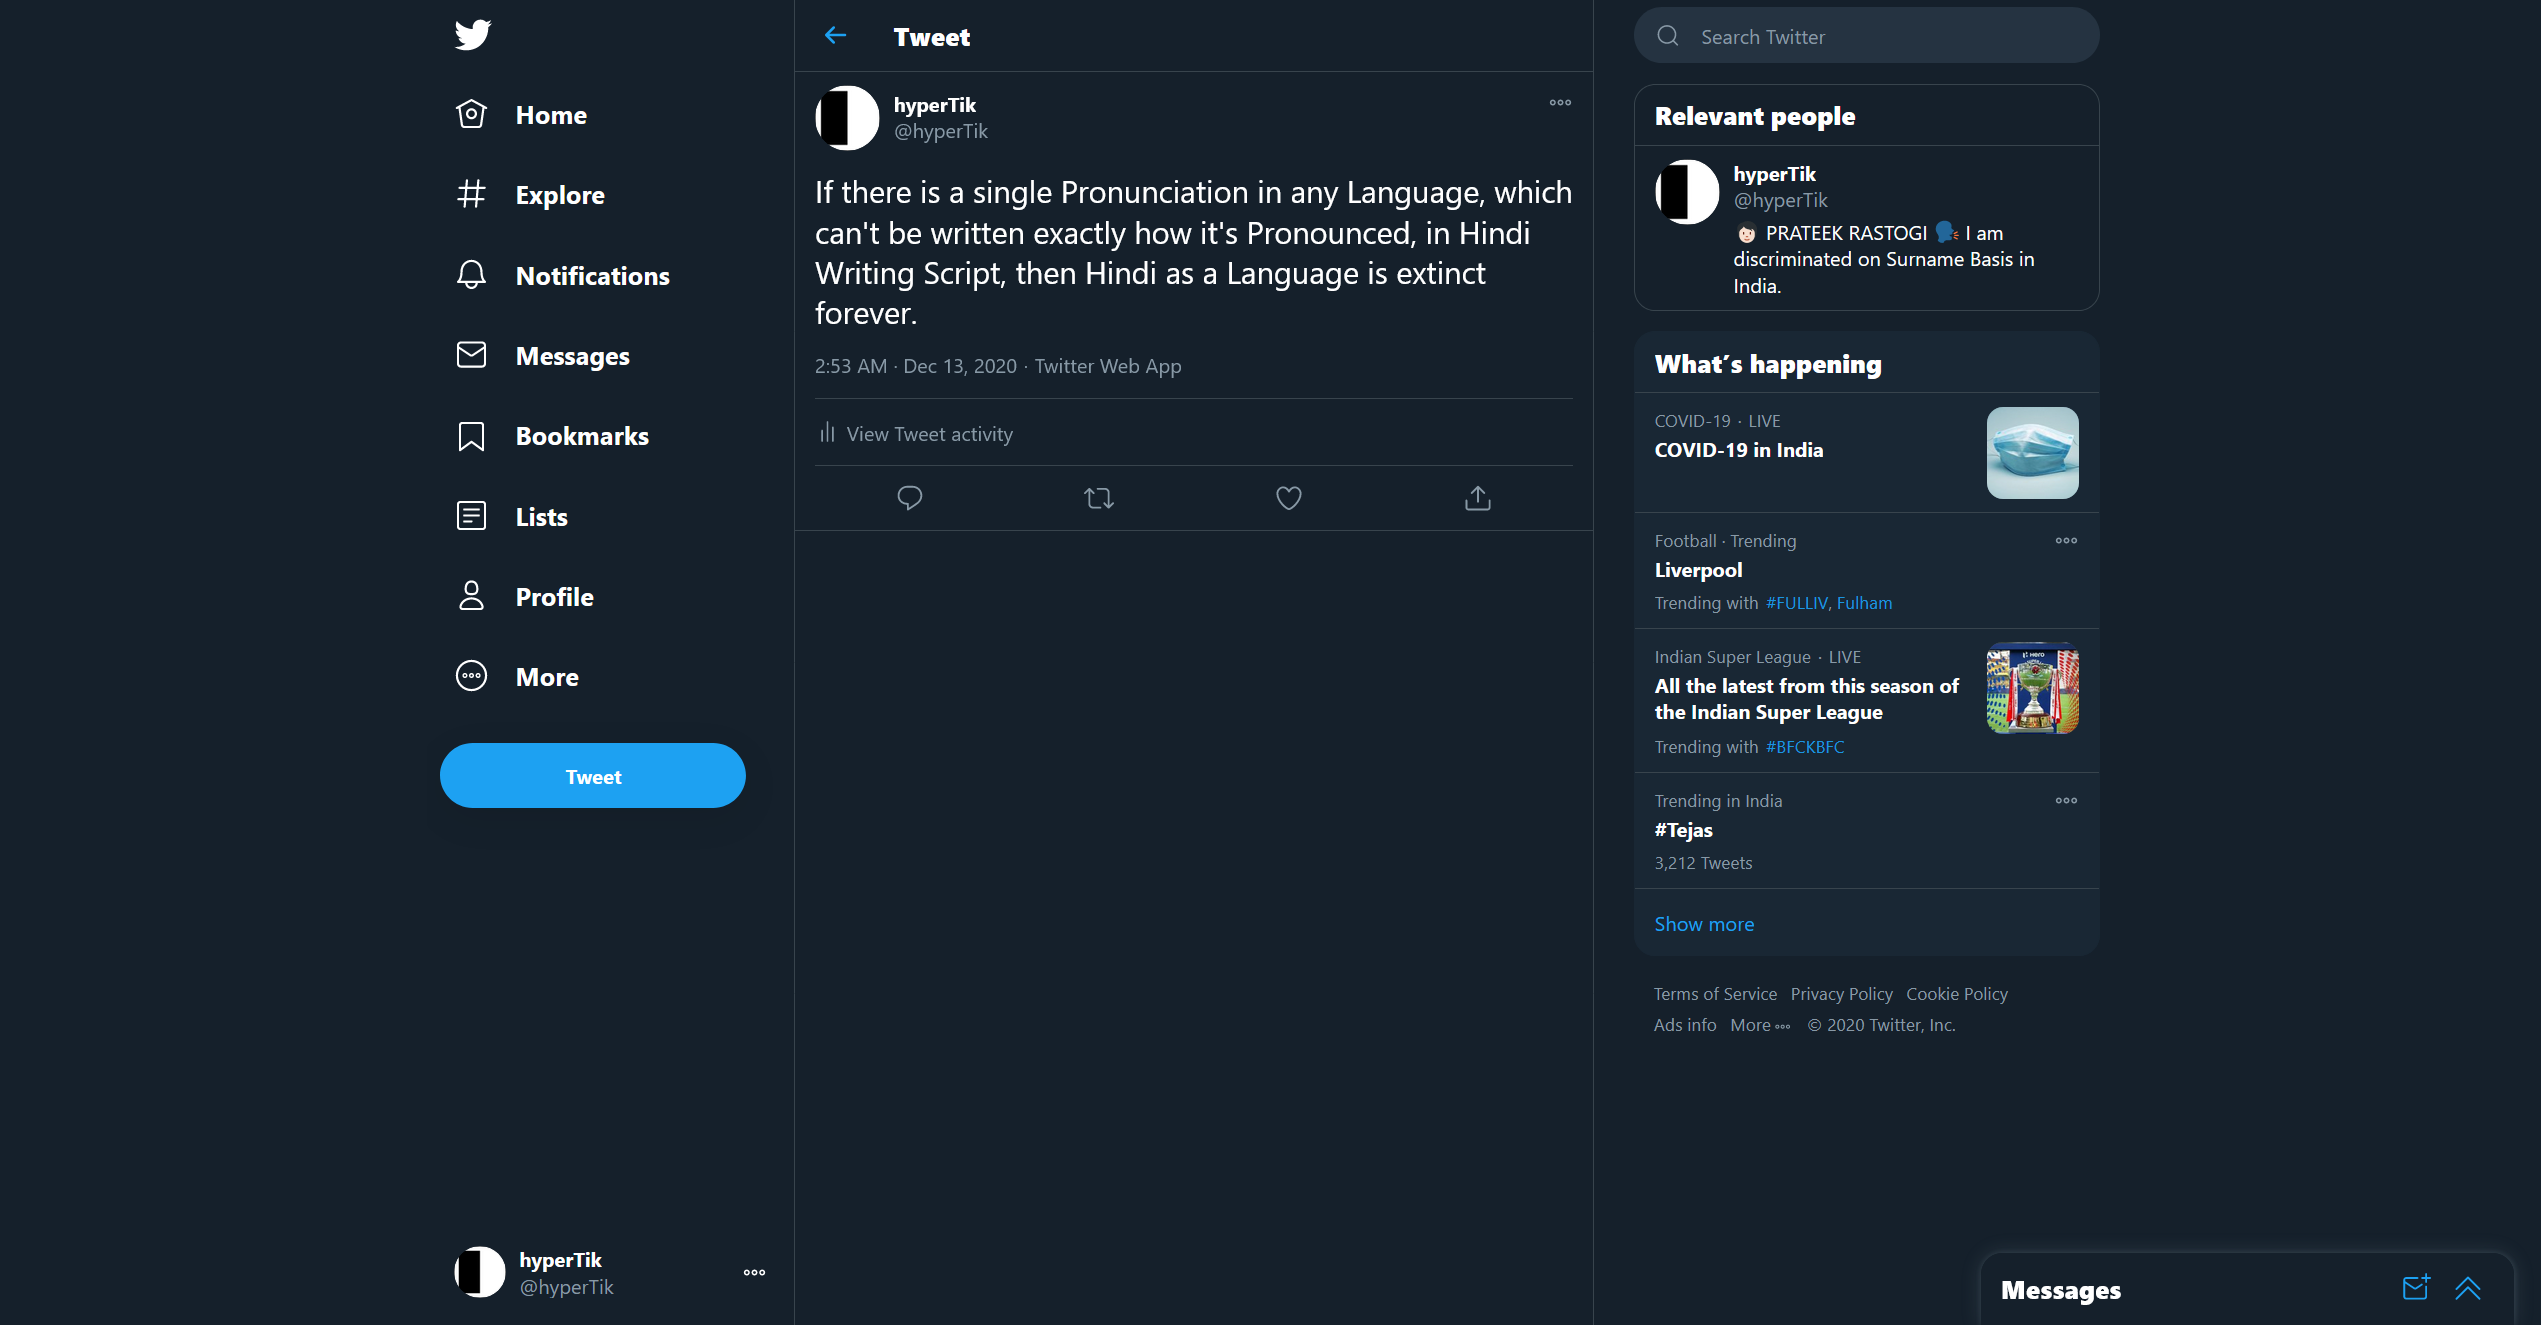 Home
Explore
Notifications
Messages
Bookmarks
Lists
Profile
More
Tweet
hyperTik
@hyperTik
Tweet
hyperTik
@hyperTik
If there is a single Pronunciation in any Language, which
can't be written exactly how it's Pronounced, in Hindi
Writing Script, then Hindi as a Language is extinct
forever.
2:53 AM · Dec 13, 2020 · Twitter Web App
View Tweet activity
Search Twitter
Relevant people
hyperTik
@hyperTik
PRATEEK RASTOGI I am
discriminated on Surname Basis in
India.
What's happening
COVID-19 · LIVE
COVID-19 in India
Football · Trending
Liverpool
Trending with #FULLIV, Fulham
Indian Super League · LIVE
All the latest from this season of
the Indian Super League
Trending with #BFCKBFC
Trending in India
#Tejas
3,212 Tweets
Show more
Terms of Service Privacy Policy Cookie Policy
Ads info More © 2020 Twitter, Inc.
Messages